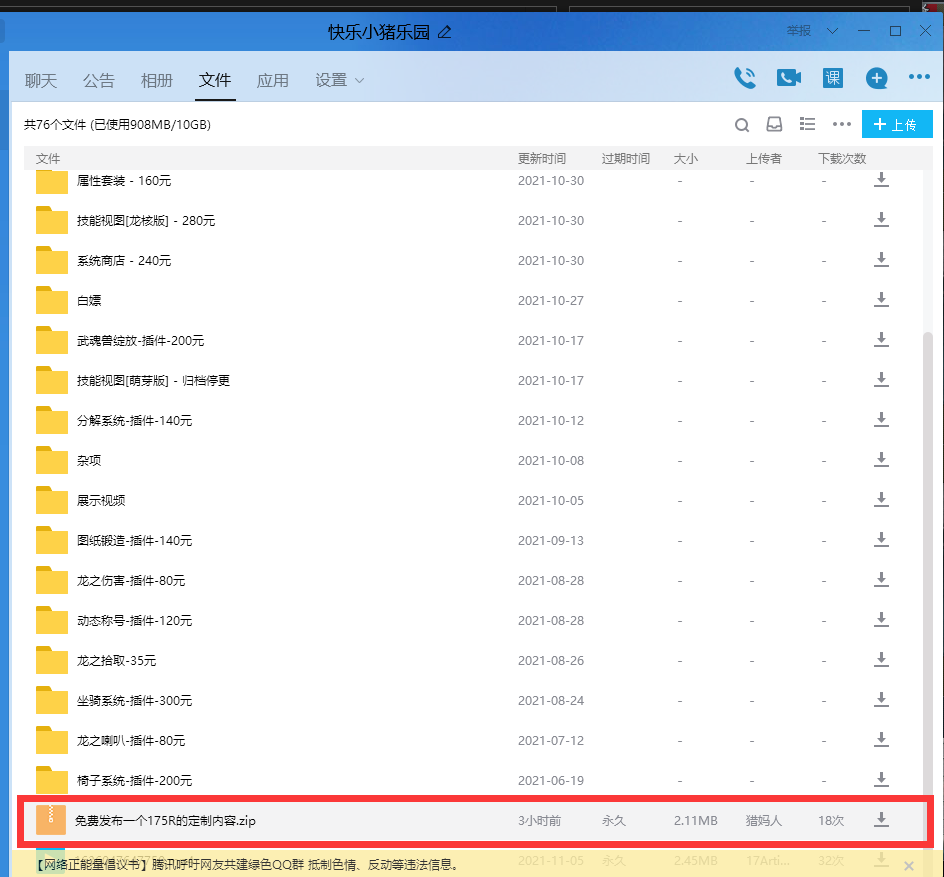 快乐小猪乐园
举报
聊天 公告 相册 文件 应用 设置
课
共76个文件 (已使用908MB/10GB)
+ 上传
文件 更新时间 过期时间 大小 上传者 下载次数
属性套装 - 160元 2021-10-30 - - - -
技能视图[龙核版] - 280元 2021-10-30 - - - -
系统商店 - 240元 2021-10-30 - - - -
白嫖 2021-10-27 - - - -
武魂兽绽放-插件-200元 2021-10-17 - - - -
技能视图[萌芽版] - 归档停更 2021-10-17 - - - -
分解系统-插件-140元 2021-10-12 - - - -
杂项 2021-10-08 - - - -
展示视频 2021-10-05 - - - -
图纸锻造-插件-140元 2021-09-13 - - - -
龙之伤害-插件-80元 2021-08-28 - - - -
动态称号-插件-120元 2021-08-28 - - - -
龙之拾取-35元 2021-08-26 - - - -
坐骑系统-插件-300元 2021-08-24 - - - -
龙之喇叭-插件-80元 2021-07-12 - - - -
椅子系统-插件-200元 2021-06-19 - - - -
免费发布一个175R的定制内容.zip 3小时前 永久 2.11MB 猎妈人 18次
【网络正能量倡议书】腾讯呼吁网友共建绿色QQ群 抵制色情、反动等违法信息。
2021-11-05 永久 2.45MB 17Arti... 32次